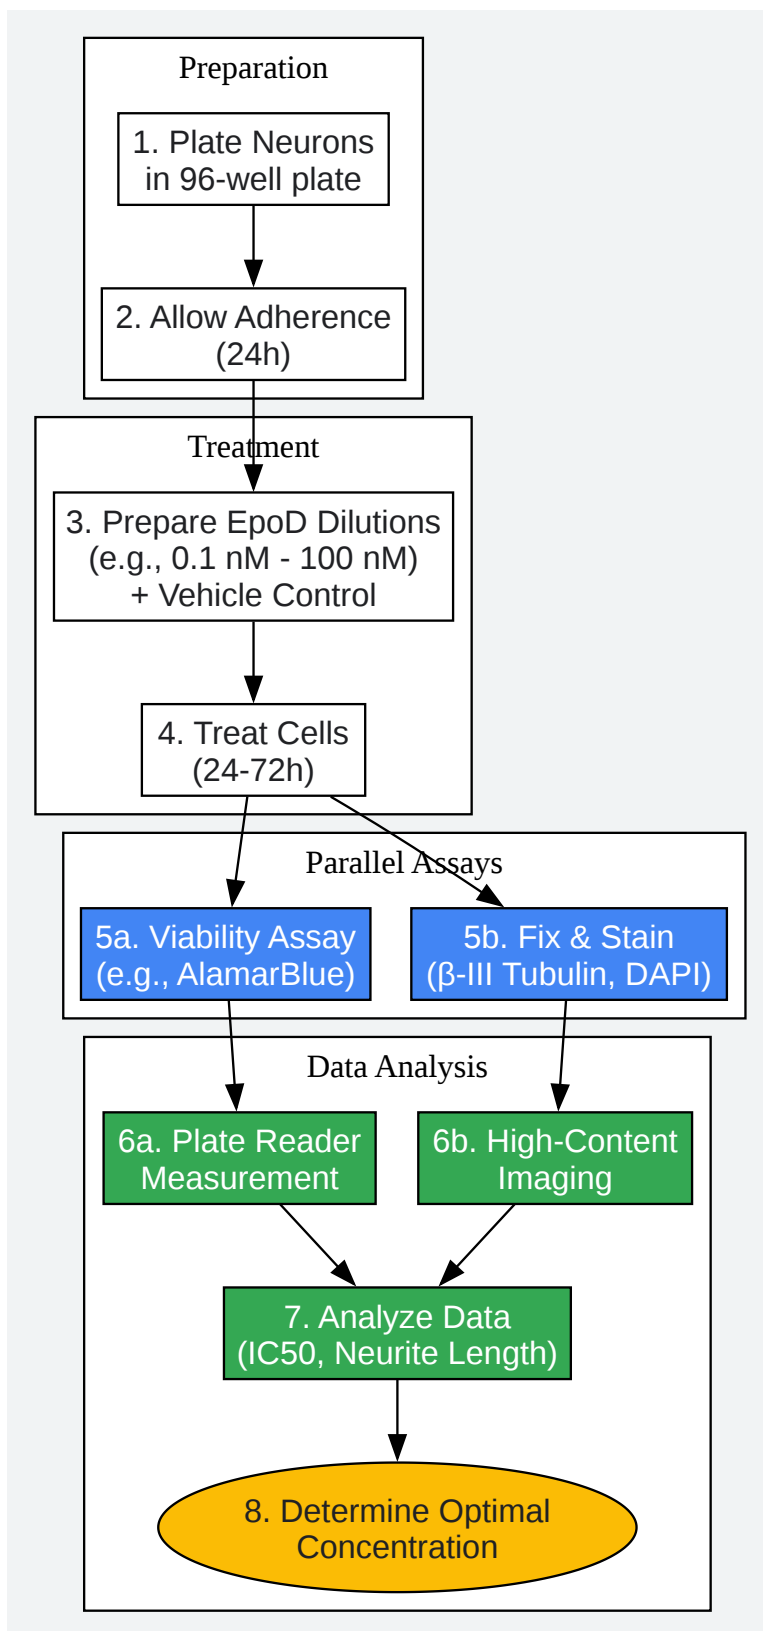 Preparation
1. Plate Neurons
in 96-well plate
2. Allow Adherence
(24h)
Treatment
3. Prepare EpoD Dilutions
(e.g., 0.1 nM - 100 nM)
+ Vehicle Control
4. Treat Cells
(24-72h)
Parallel Assays
5a. Viability Assay
(e.g., AlamarBlue)
5b. Fix & Stain
(β-III Tubulin, DAPI)
Data Analysis
6a. Plate Reader
Measurement
6b. High-Content
Imaging
7. Analyze Data
(IC50, Neurite Length)
8. Determine Optimal
Concentration